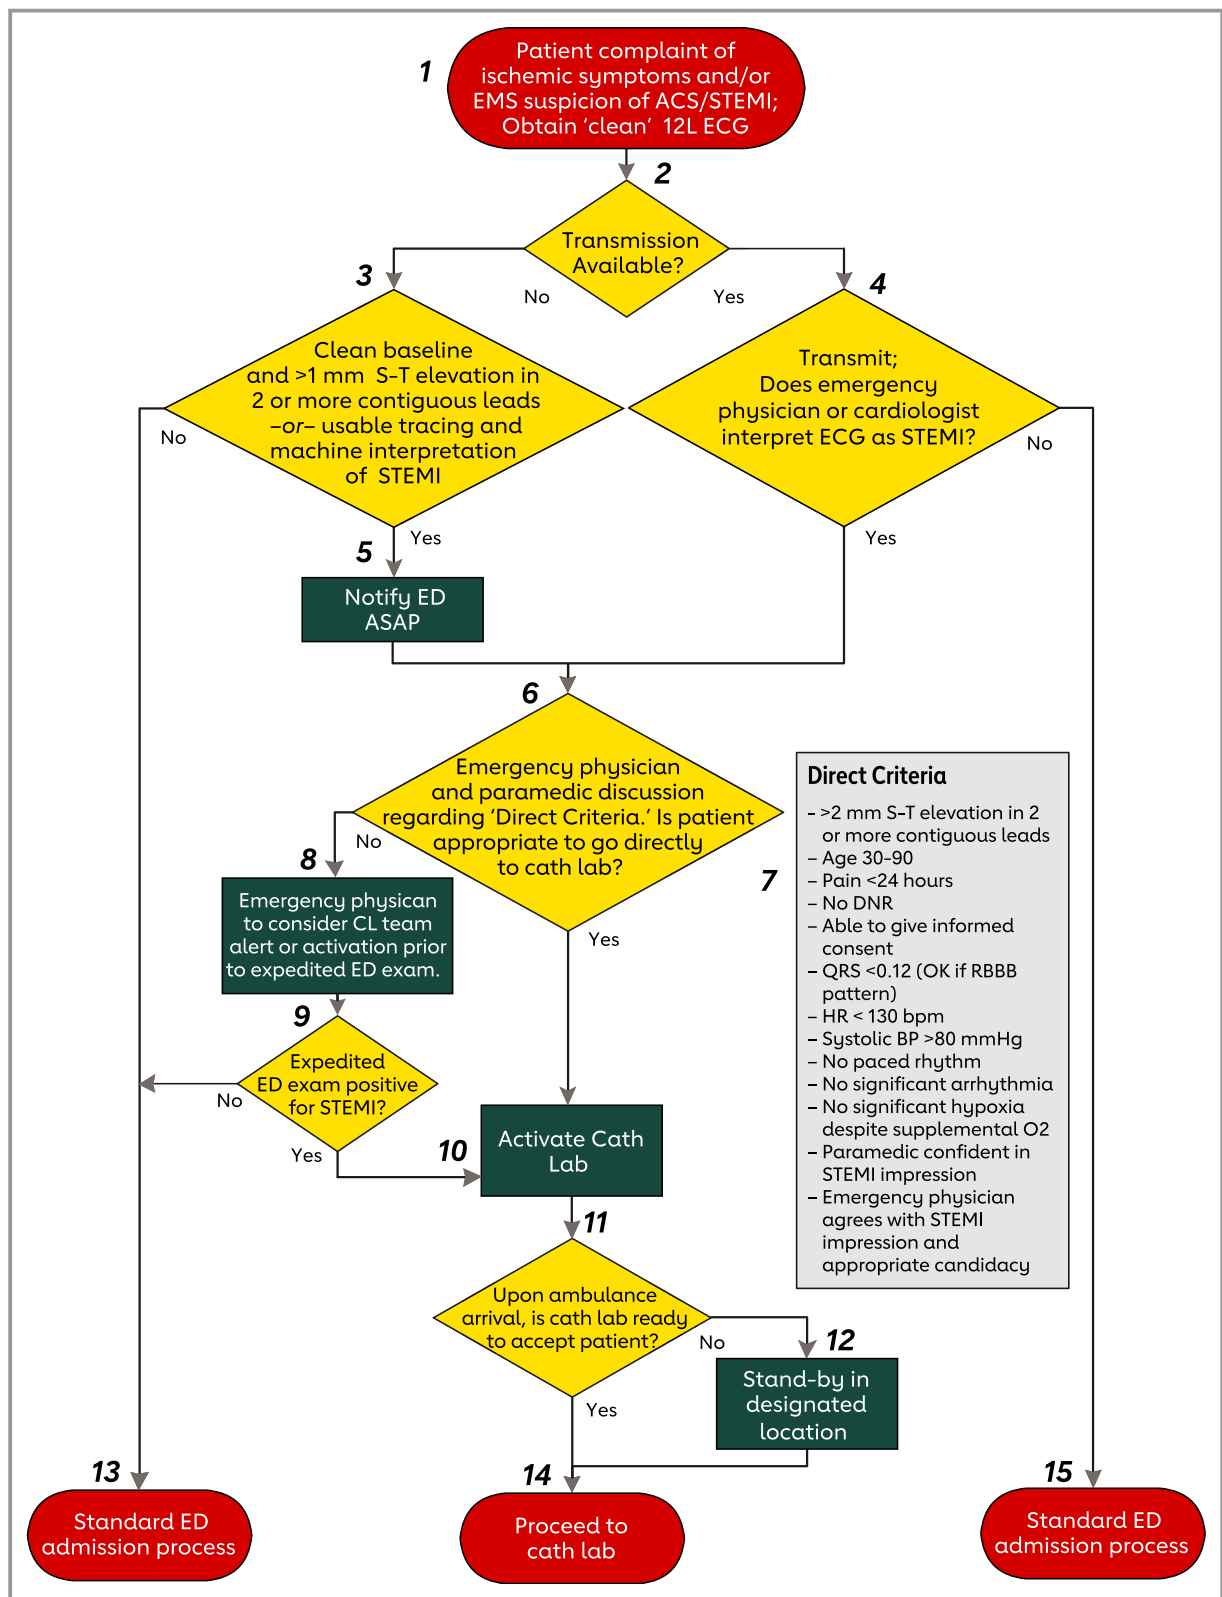 1
Patient complaint of
ischemic symptoms and/or
EMS suspicion of ACS/STEMI;
Obtain ‘clean’ 12L ECG
2
Transmission
Available?
No
Yes
3
Clean baseline
and >1 mm S-T elevation in
2 or more contiguous leads
–or– usable tracing and
machine interpretation
of STEMI
No
Yes
4
Transmit;
Does emergency
physician or cardiologist
interpret ECG as STEMI?
No
Yes
5
Notify ED
ASAP
6
Emergency physician
and paramedic discussion
regarding ‘Direct Criteria.’ Is patient
appropriate to go directly
to cath lab?
No
Yes
7
Direct Criteria
– >2 mm S-T elevation in 2
or more contiguous leads
– Age 30-90
– Pain <24 hours
– No DNR
– Able to give informed
consent
– QRS <0.12 (OK if RBBB
pattern)
– HR < 130 bpm
– Systolic BP >80 mmHg
– No paced rhythm
– No significant arrhythmia
– No significant hypoxia
despite supplemental O2
– Paramedic confident in
STEMI impression
– Emergency physician
agrees with STEMI
impression and
appropriate candidacy
8
Emergency physican
to consider CL team
alert or activation prior
to expedited ED exam.
9
Expedited
ED exam positive
for STEMI?
No
Yes
10
Activate Cath
Lab
11
Upon ambulance
arrival, is cath lab ready
to accept patient?
No
Yes
12
Stand-by in
designated
location
13
Standard ED
admission process
14
Proceed to
cath lab
15
Standard ED
admission process